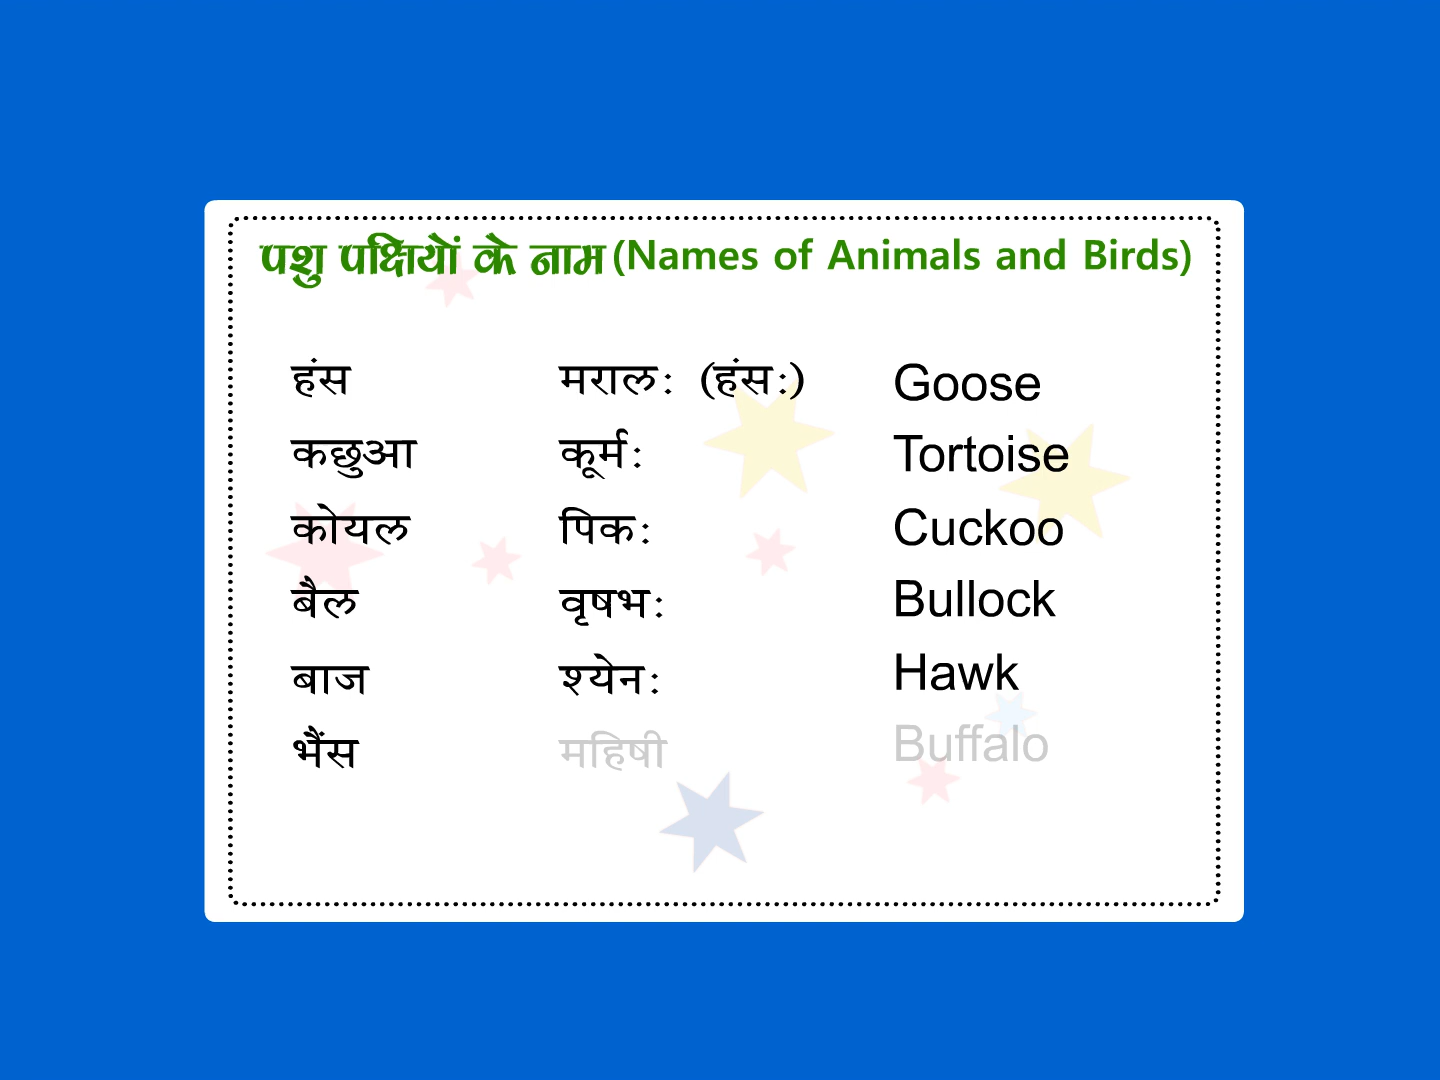 पशु पक्षियों के नाम (Names of Animals and Birds)
हंस मरालः (हंसः) Goose
कछुआ कूर्मः Tortoise
कोयल पिकः Cuckoo
बैल वृषभः Bullock
बाज श्येनः Hawk
भैंस महिषी Buffalo